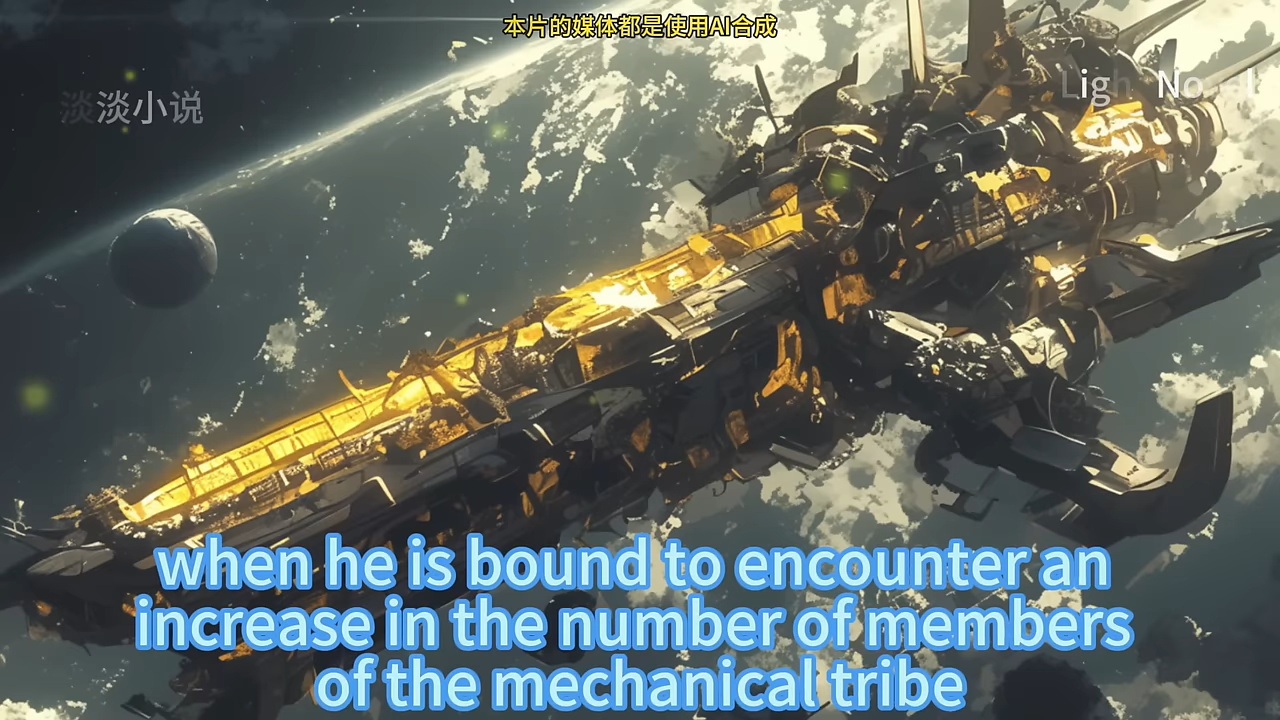 本片的媒体都是使用AI合成
淡淡小说
when he is bound to encounter an
increase in the number of members
of the mechanical tribe